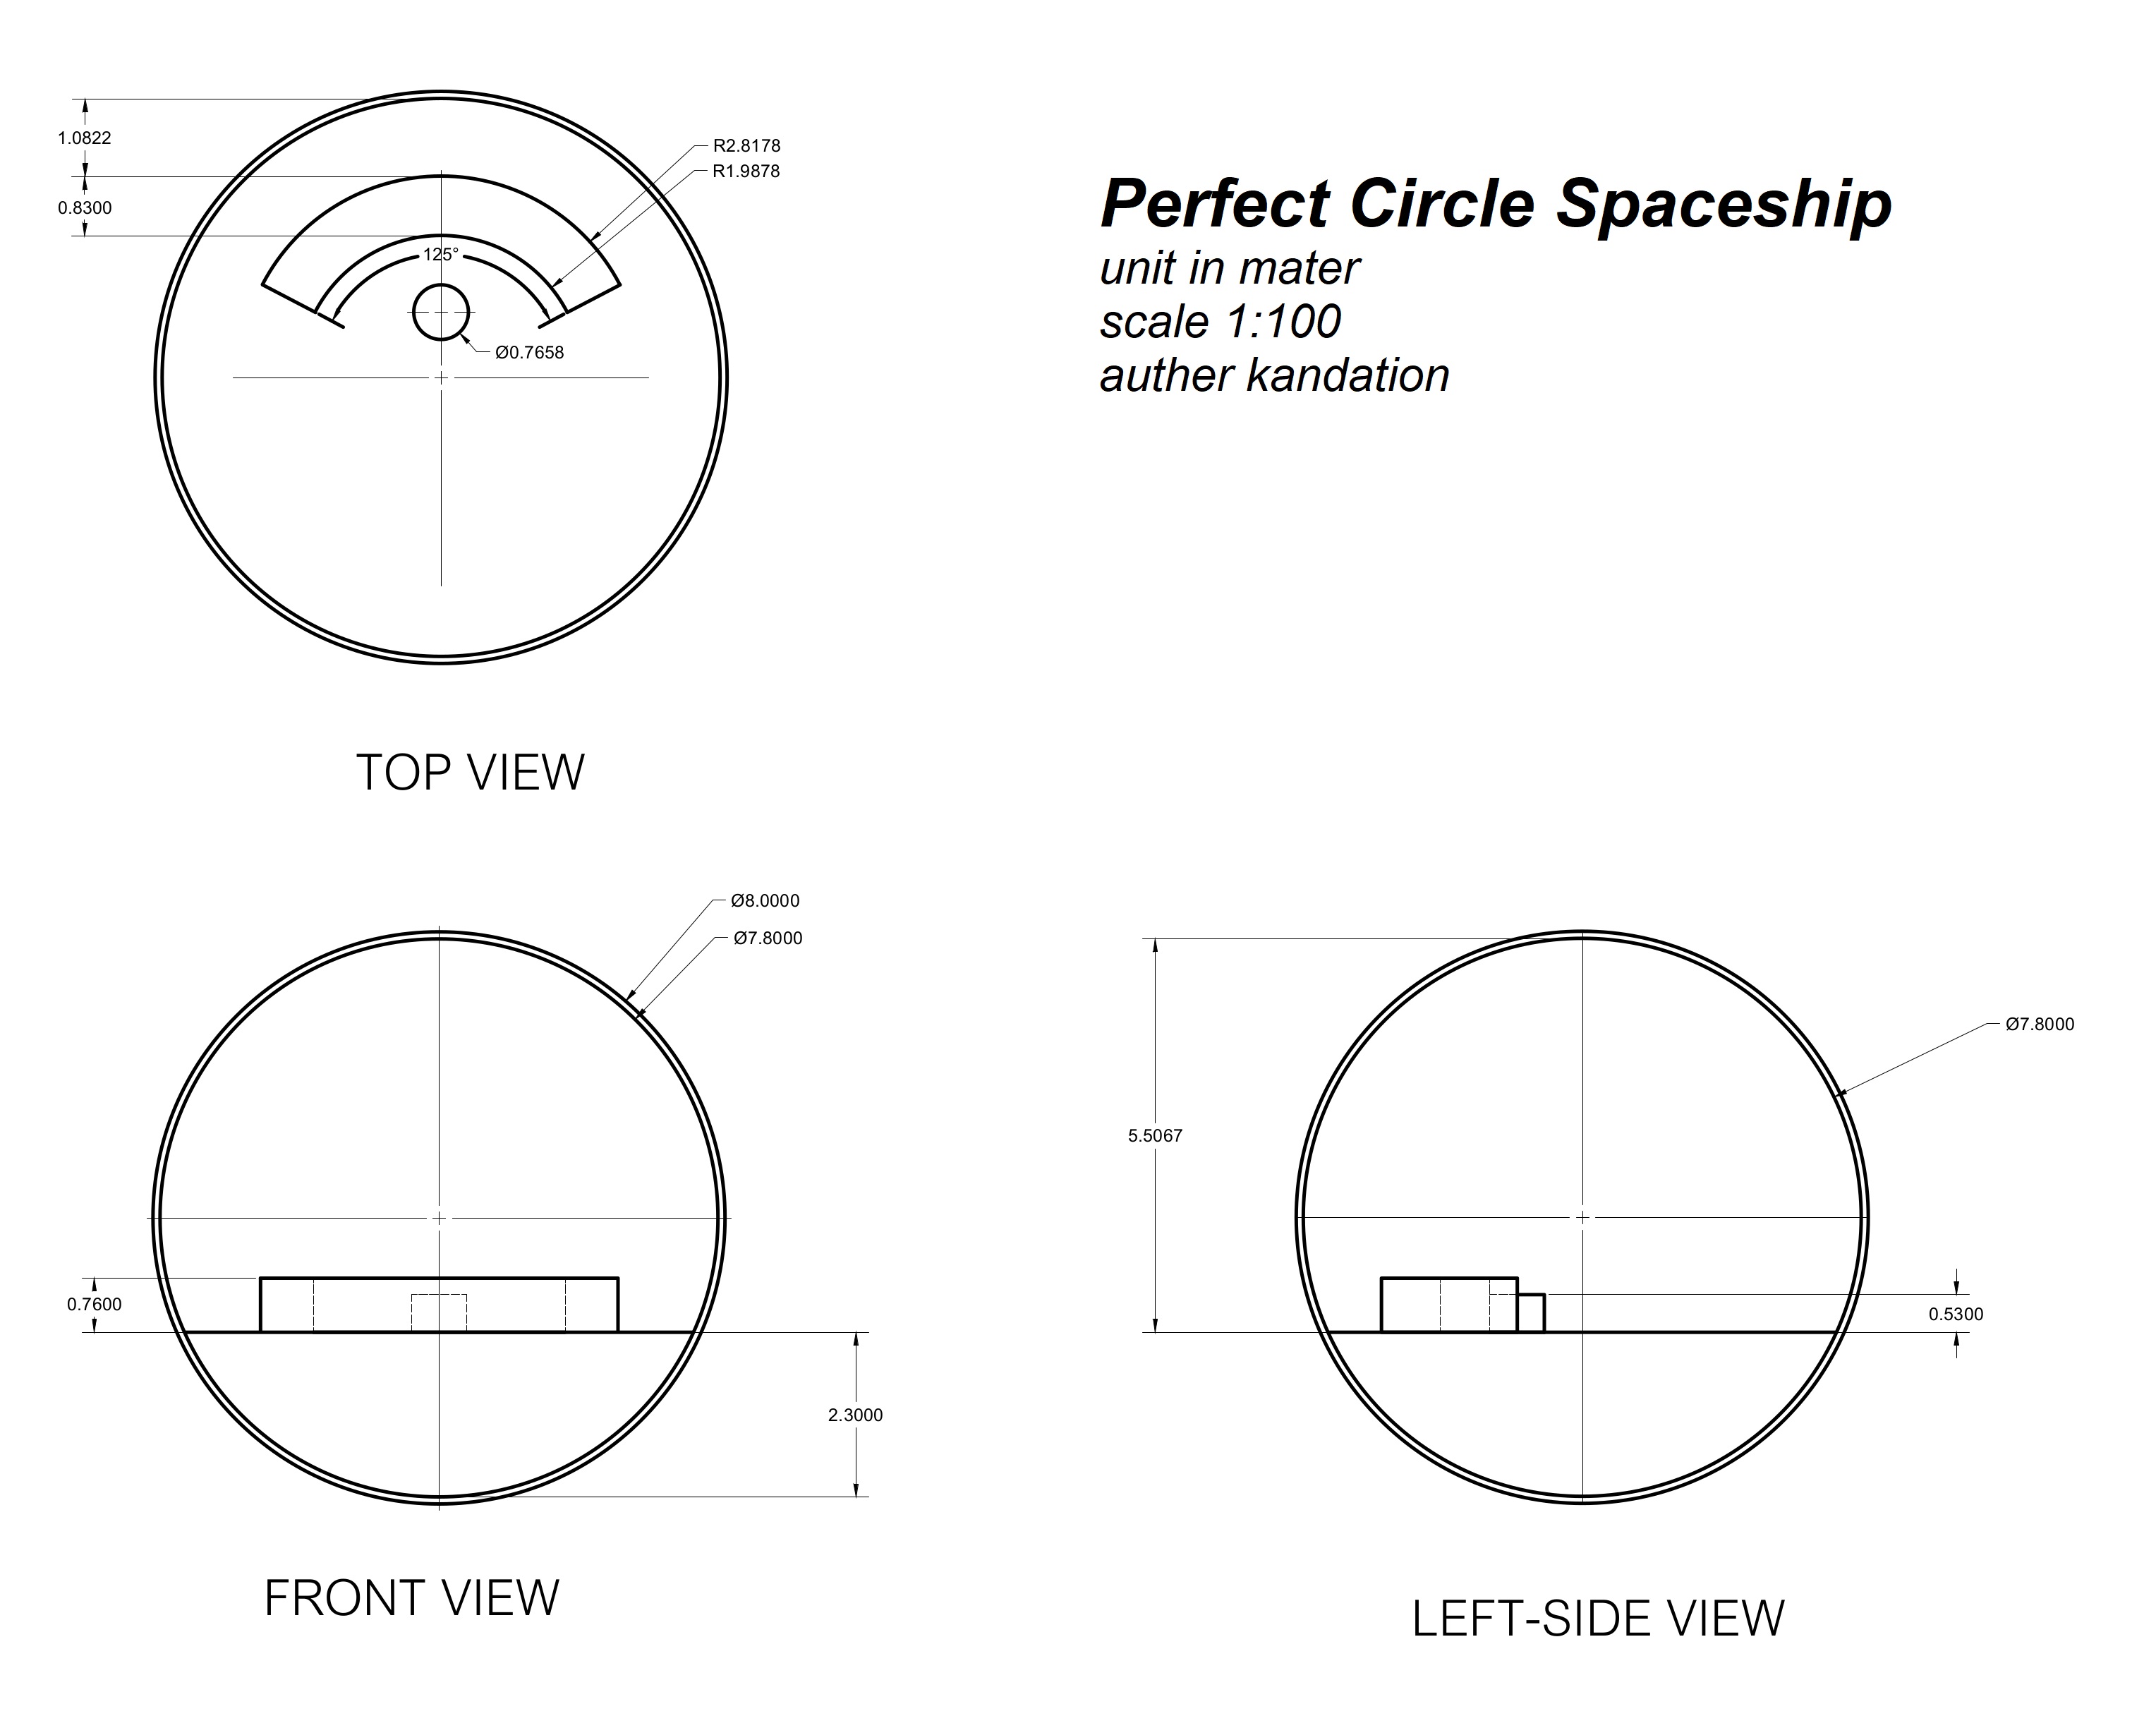 1.0822
0.8300
R2.8178
R1.9878
125°
Ø0.7658
Perfect Circle Spaceship
unit in mater
scale 1:100
auther kandation
TOP VIEW
Ø8.0000
Ø7.8000
0.7600
2.3000
FRONT VIEW
5.5067
Ø7.8000
0.5300
LEFT-SIDE VIEW